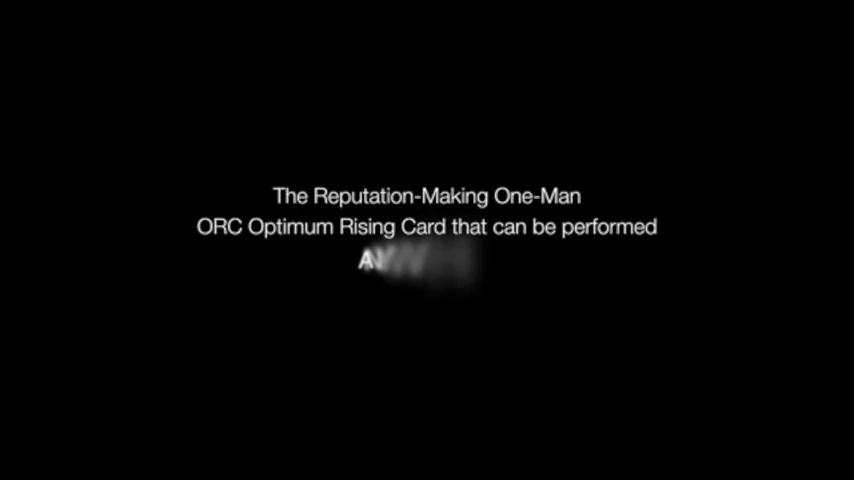 The Reputation-Making One-Man
ORC Optimum Rising Card that can be performed